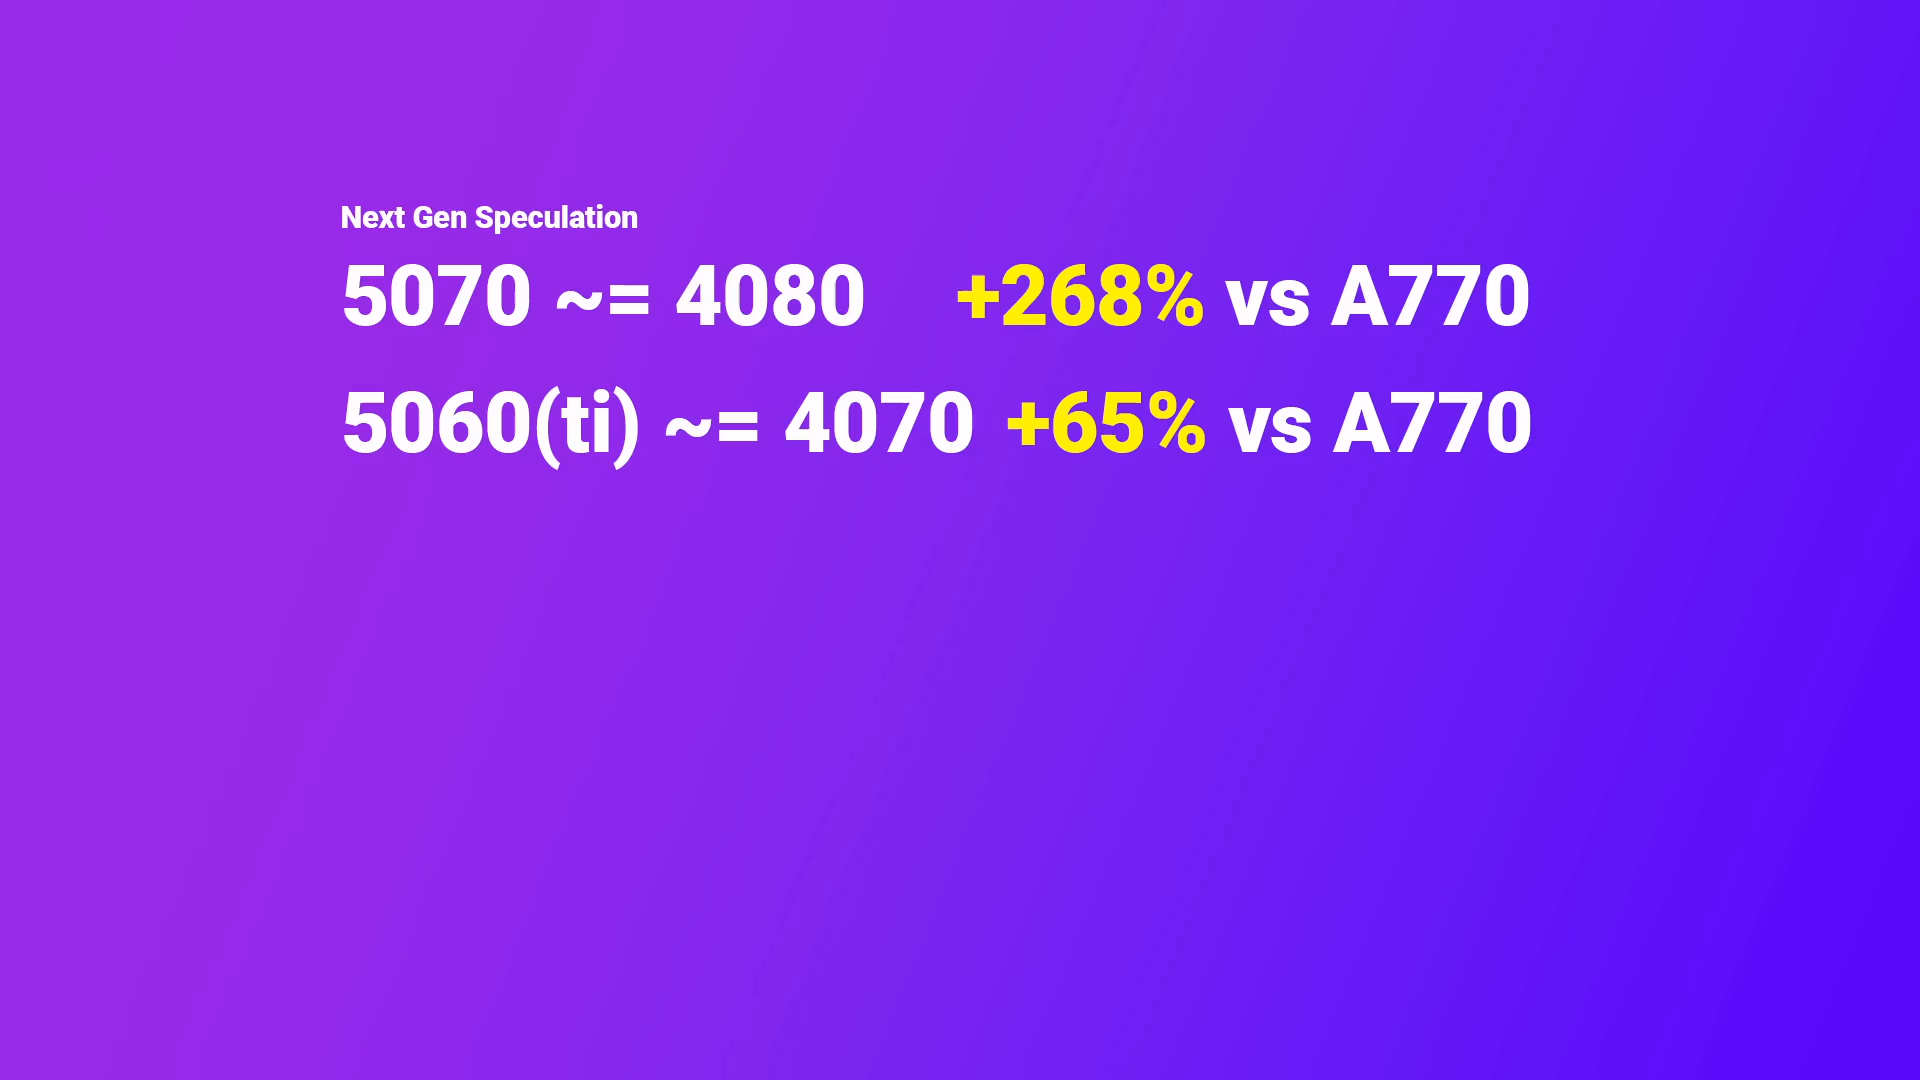 Next Gen Speculation
5070 ~= 4080 +268% vs A770
5060(ti) ~= 4070 +65% vs A770